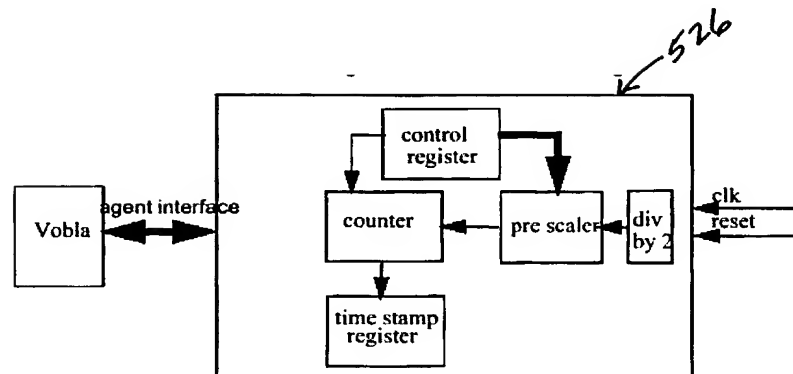 526
control
register
clk
reset
agent interface
Vobla
counter
pre scaler
div
by 2
time stamp
register